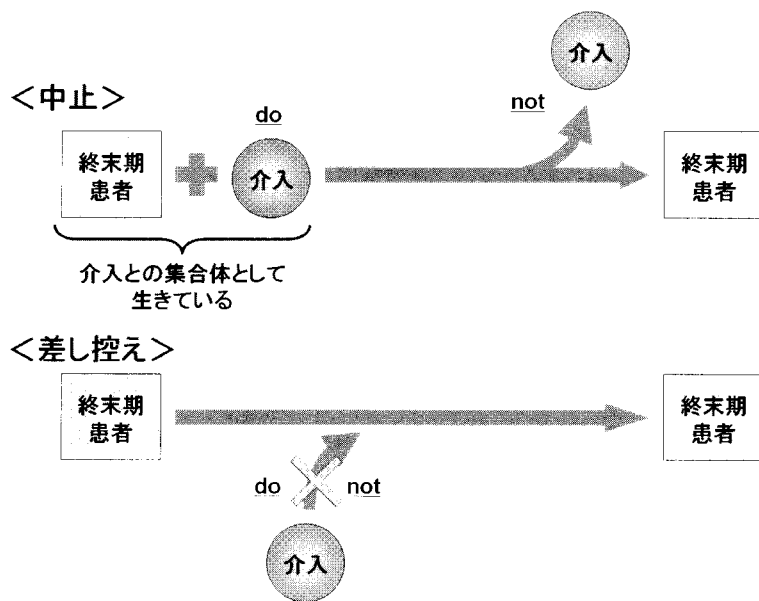 ＜中止＞
do
not
介入
終末期
患者
介入
終末期
患者
介入との集合体として
生きている
＜差し控え＞
終末期
患者
終末期
患者
do
not
介入